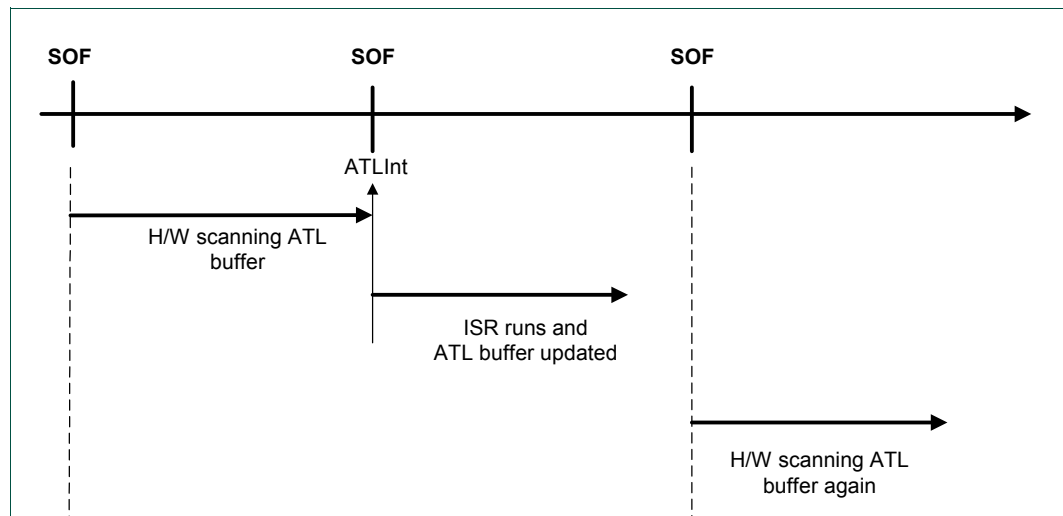 SOF
SOF
SOF
ATLInt
H/W scanning ATL
buffer
ISR runs and
ATL buffer updated
H/W scanning ATL
buffer again